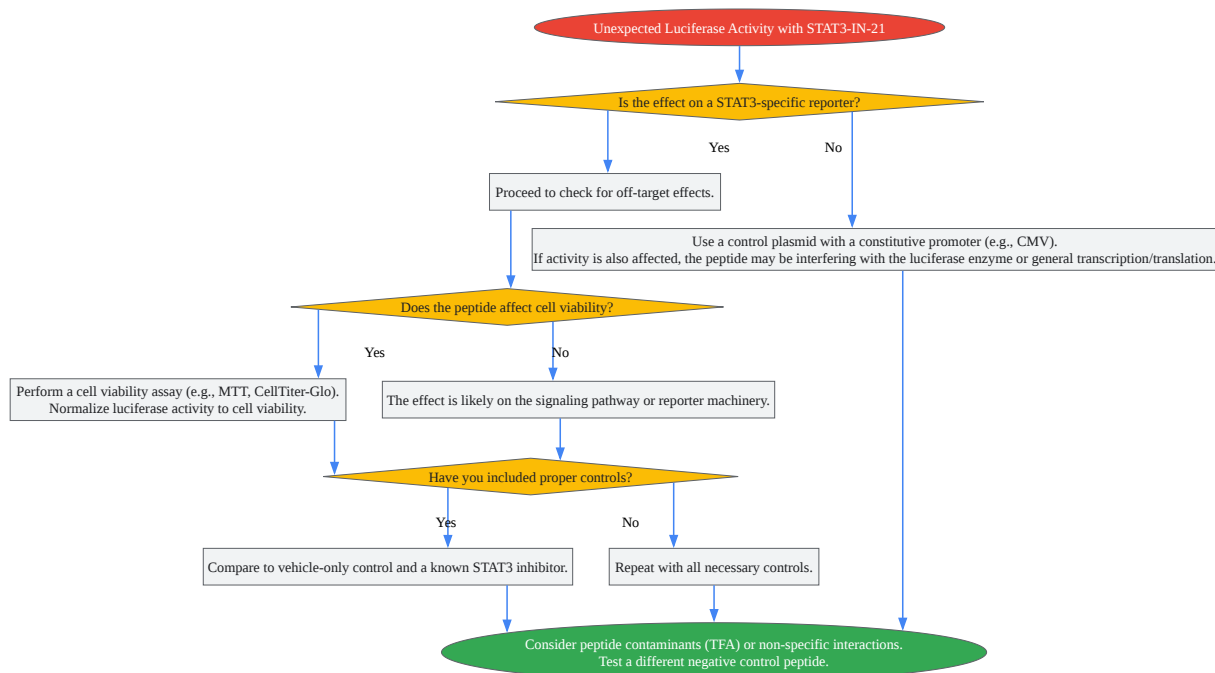 Unexpected Luciferase Activity with STAT3-IN-21
Is the effect on a STAT3-specific reporter?
Yes
No
Proceed to check for off-target effects.
Use a control plasmid with a constitutive promoter (e.g., CMV).
If activity is also affected, the peptide may be interfering with the luciferase enzyme or general transcription/translation.
Does the peptide affect cell viability?
Yes
No
Perform a cell viability assay (e.g., MTT, CellTiter-Glo).
Normalize luciferase activity to cell viability.
The effect is likely on the signaling pathway or reporter machinery.
Have you included proper controls?
Yes
No
Compare to vehicle-only control and a known STAT3 inhibitor.
Repeat with all necessary controls.
Consider peptide contaminants (TFA) or non-specific interactions.
Test a different negative control peptide.